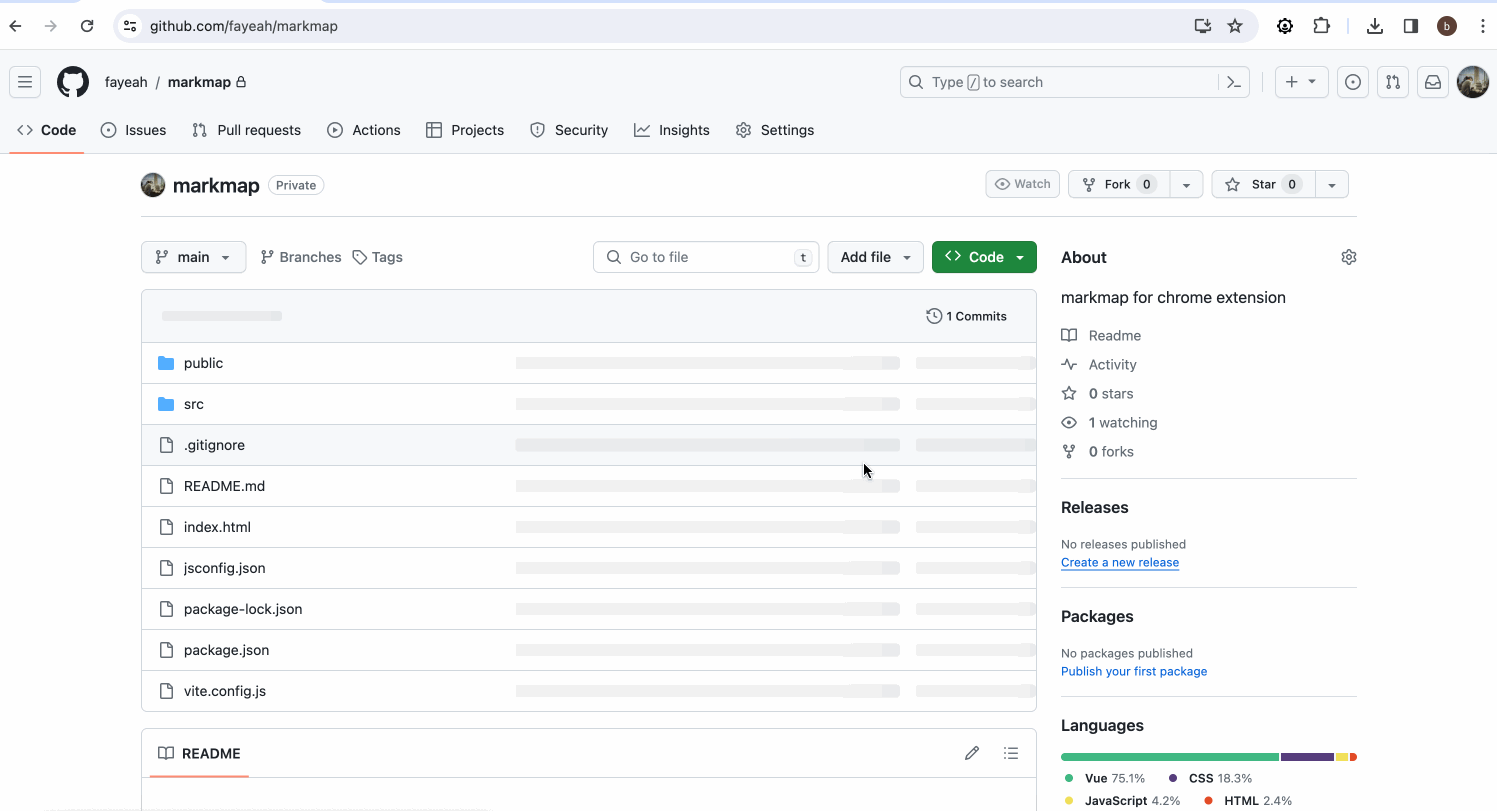 github.com/fayeah/markmap
b
fayeah / markmap
Type / to search
Code Issues Pull requests Actions Projects Security Insights Settings
markmap Private
Watch Fork 0 Star 0
main Branches Tags Go to file t Add file Code
1 Commits
public
src
.gitignore
README.md
index.html
jsconfig.json
package-lock.json
package.json
vite.config.js
README
About
markmap for chrome extension
Readme
Activity
0 stars
1 watching
0 forks
Releases
No releases published
Create a new release
Packages
No packages published
Publish your first package
Languages
Vue 75.1% CSS 18.3%
JavaScript 4.2% HTML 2.4%